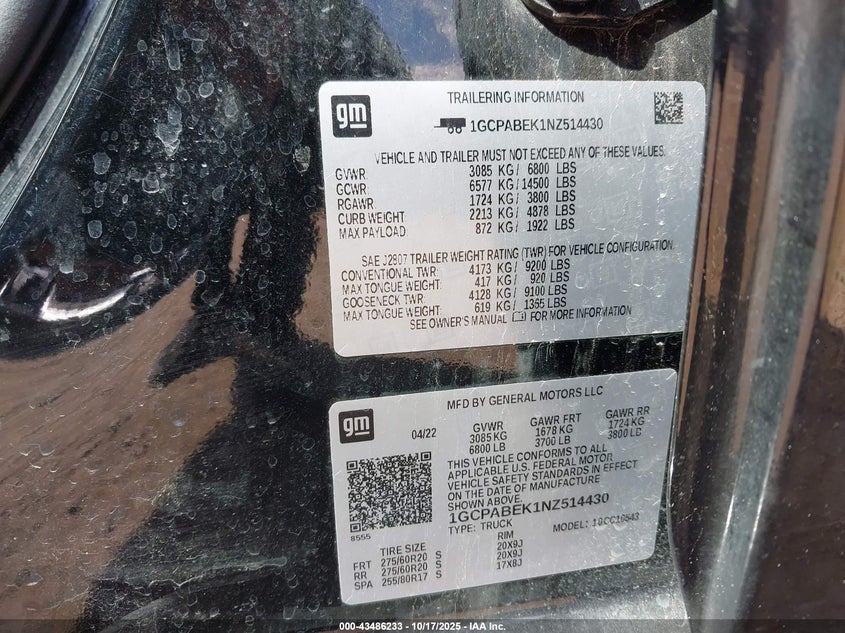 gm
TRAILERING INFORMATION
1GCPABEK1NZ514430
VEHICLE AND TRAILER MUST NOT EXCEED ANY OF THESE VALUES.
GVWR: 3085 KG / 6800 LBS
GCWR: 6577 KG / 14500 LBS
RGAWR: 1724 KG / 3800 LBS
CURB WEIGHT: 2213 KG / 4878 LBS
MAX PAYLOAD: 872 KG / 1922 LBS
SAE J2807 TRAILER WEIGHT RATING (TWR) FOR VEHICLE CONFIGURATION
CONVENTIONAL TWR: 4173 KG / 9200 LBS
MAX TONGUE WEIGHT: 417 KG / 920 LBS
GOOSENECK TWR: 4128 KG / 9100 LBS
MAX TONGUE WEIGHT: 619 KG / 1365 LBS
SEE OWNER'S MANUAL FOR MORE INFORMATION
gm
MFD BY GENERAL MOTORS LLC
04/22 GVWR GAWR FRT GAWR RR
3085 KG 1678 KG 1724 KG
6800 LB 3700 LB 3800 LB
THIS VEHICLE CONFORMS TO ALL
APPLICABLE U.S. FEDERAL MOTOR
VEHICLE SAFETY STANDARDS IN EFFECT
ON THE DATE OF MANUFACTURE
SHOWN ABOVE.
1GCPABEK1NZ514430
TYPE: TRUCK MODEL:
8555
TIRE SIZE RIM
FRT 275/60R20 S 20X9J
RR 275/60R20 S 20X9J
SPA 255/80R17 S 17X8J
000-43486233 - 10/17/2025 - IAA Inc.